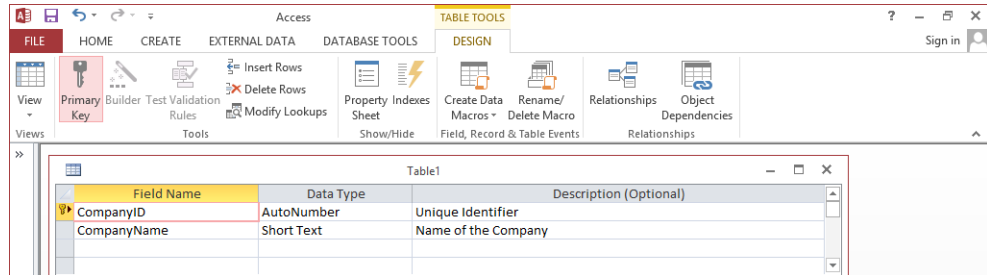 Access
TABLE TOOLS
?
FILE HOME CREATE EXTERNAL DATA DATABASE TOOLS DESIGN Sign in
View
Primary Key
Builder
Test Validation Rules
Insert Rows
Delete Rows
Modify Lookups
Property Sheet
Indexes
Create Data Macros
Rename/ Delete Macro
Relationships
Object Dependencies
Views Tools Show/Hide Field, Record & Table Events Relationships
»
Table1
Field Name Data Type Description (Optional)
CompanyID AutoNumber Unique Identifier
CompanyName Short Text Name of the Company